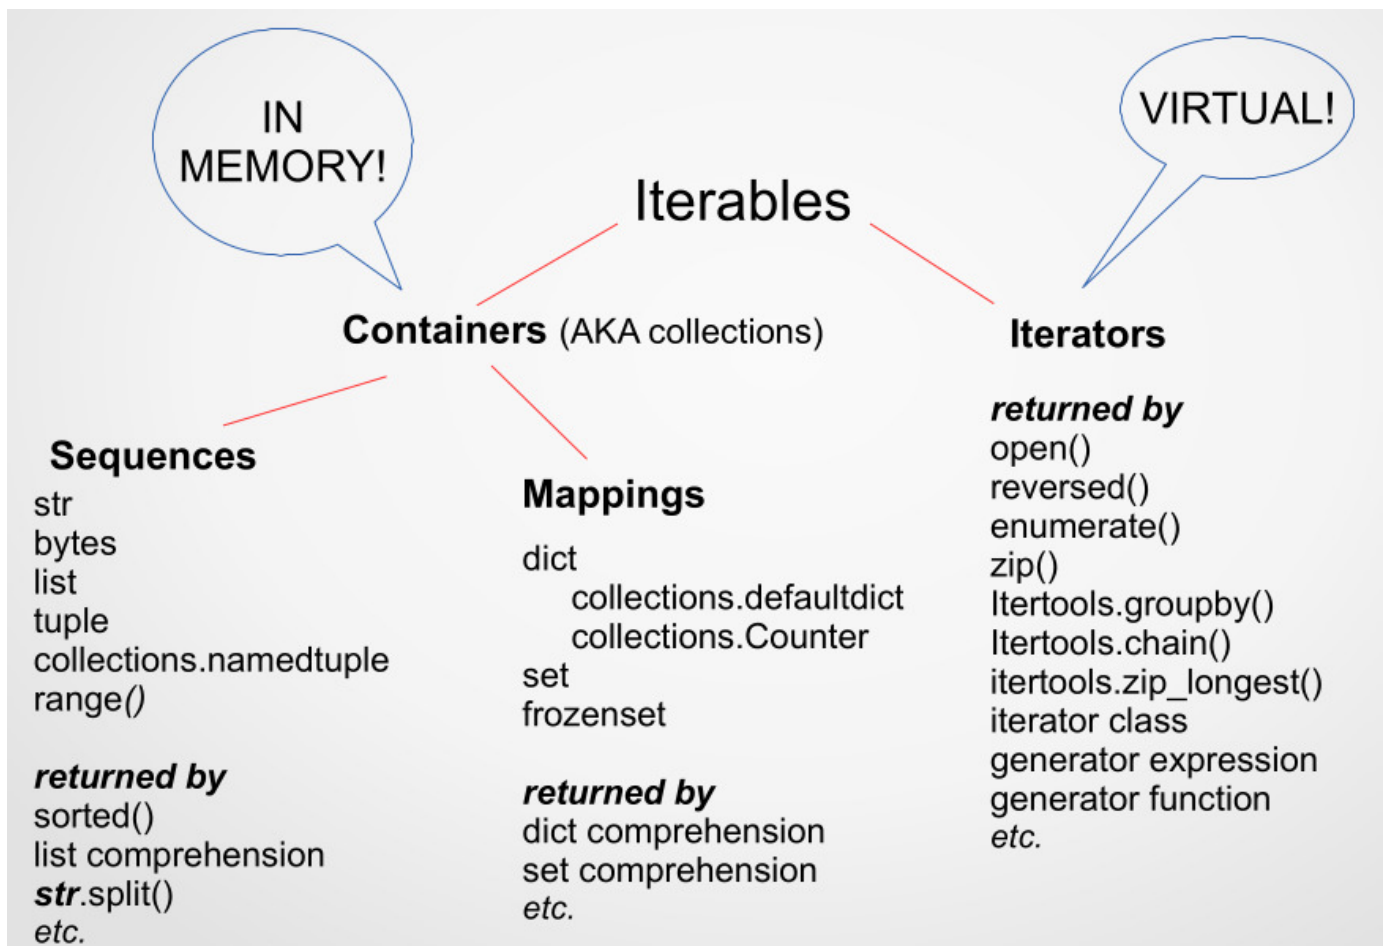 IN
MEMORY!
VIRTUAL!
Iterables
Containers (AKA collections)
Iterators
Sequences
str
bytes
list
tuple
collections.namedtuple
range()
returned by
sorted()
list comprehension
str.split()
etc.
Mappings
dict
collections.defaultdict
collections.Counter
set
frozenset
returned by
dict comprehension
set comprehension
etc.
returned by
open()
reversed()
enumerate()
zip()
Itertools.groupby()
Itertools.chain()
itertools.zip_longest()
iterator class
generator expression
generator function
etc.